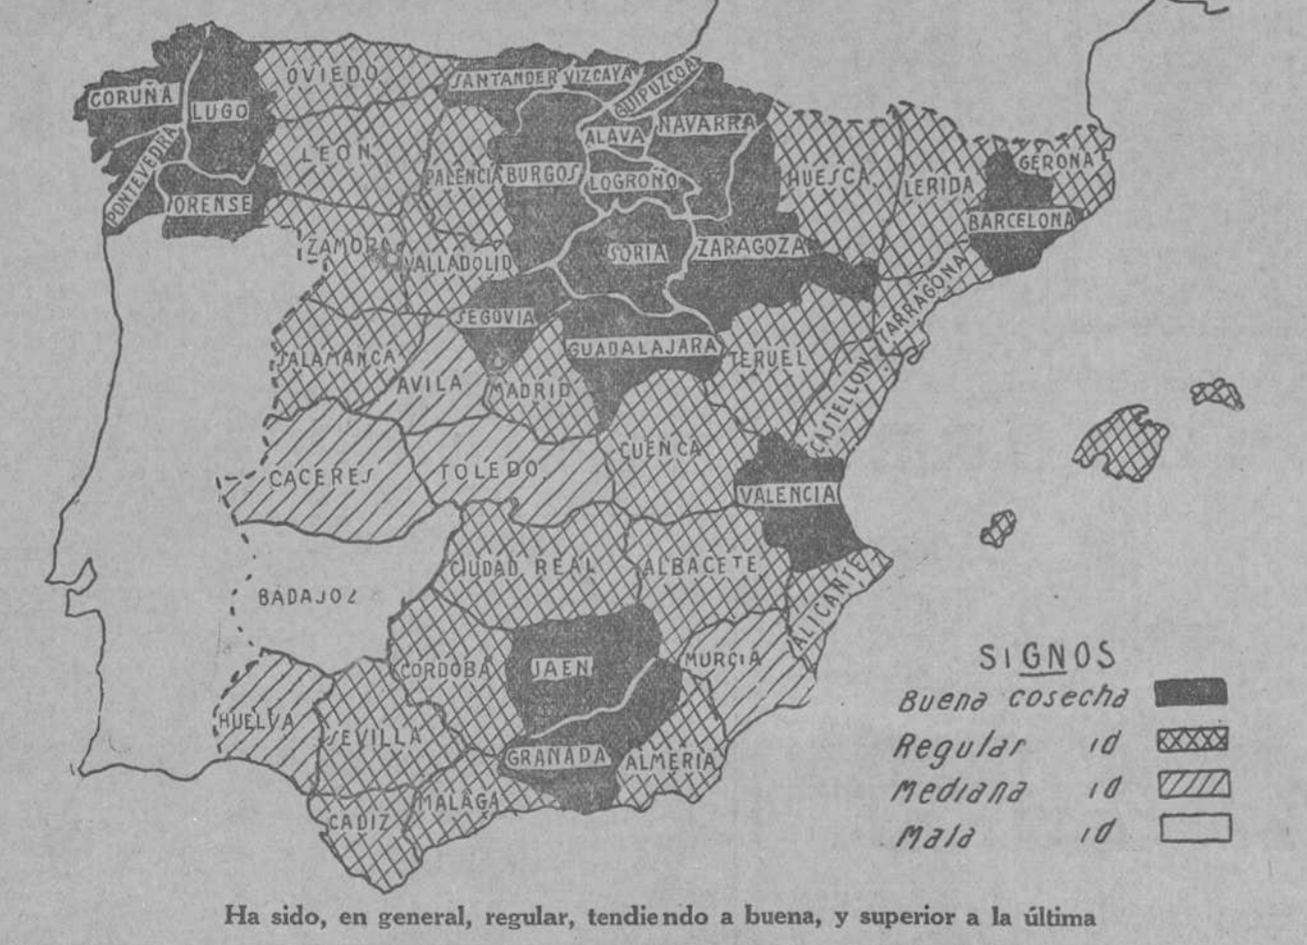 OVIEDO
SANTANDER
VIZCAYA
GUIPUZCOA
CORUÑA
LUGO
ALAVA
NAVARRA
LEON
PONTEVEDRA
PALENCIA
BURGOS
LOGROÑO
HUESCA
LERIDA
GERONA
ORENSE
BARCELONA
ZAMORA
VALLADOLID
SORIA
ZARAGOZA
TARRAGONA
SEGOVIA
GUADALAJARA
TERUEL
SALAMANCA
AVILA
MADRID
CASTELLON
CUENCA
CACERES
TOLEDO
VALENCIA
CIUDAD REAL
ALBACETE
BADAJOZ
ALICANTE
CORDOBA
JAEN
MURCIA
HUELVA
SEVILLA
GRANADA
ALMERIA
MALAGA
CADIZ
SIGNOS
Buena cosecha
Regular id
Mediana id
Mala id
Ha sido, en general, regular, tendiendo a buena, y superior a la última